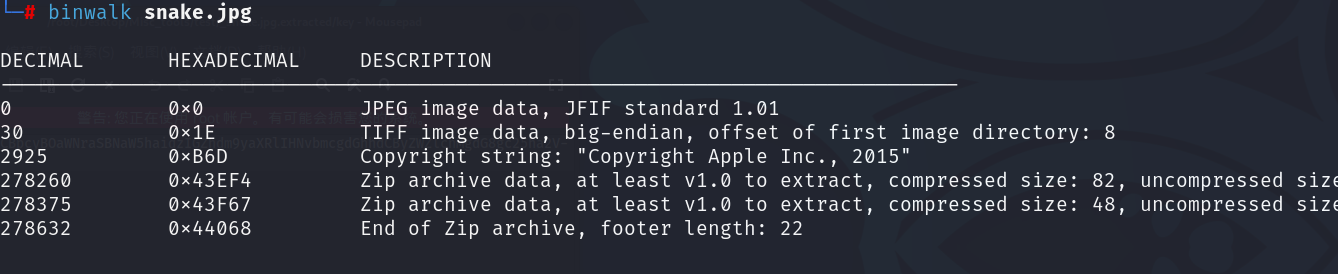 └─# binwalk snake.jpg
DECIMAL HEXADECIMAL DESCRIPTION
0 0×0 JPEG image data, JFIF standard 1.01
30 0×1E TIFF image data, big-endian, offset of first image directory: 8
2925 0×B6D Copyright string: "Copyright Apple Inc., 2015"
278260 0×43EF4 Zip archive data, at least v1.0 to extract, compressed size: 82, uncompressed size
278375 0×43F67 Zip archive data, at least v1.0 to extract, compressed size: 48, uncompressed size
278632 0×44068 End of Zip archive, footer length: 22